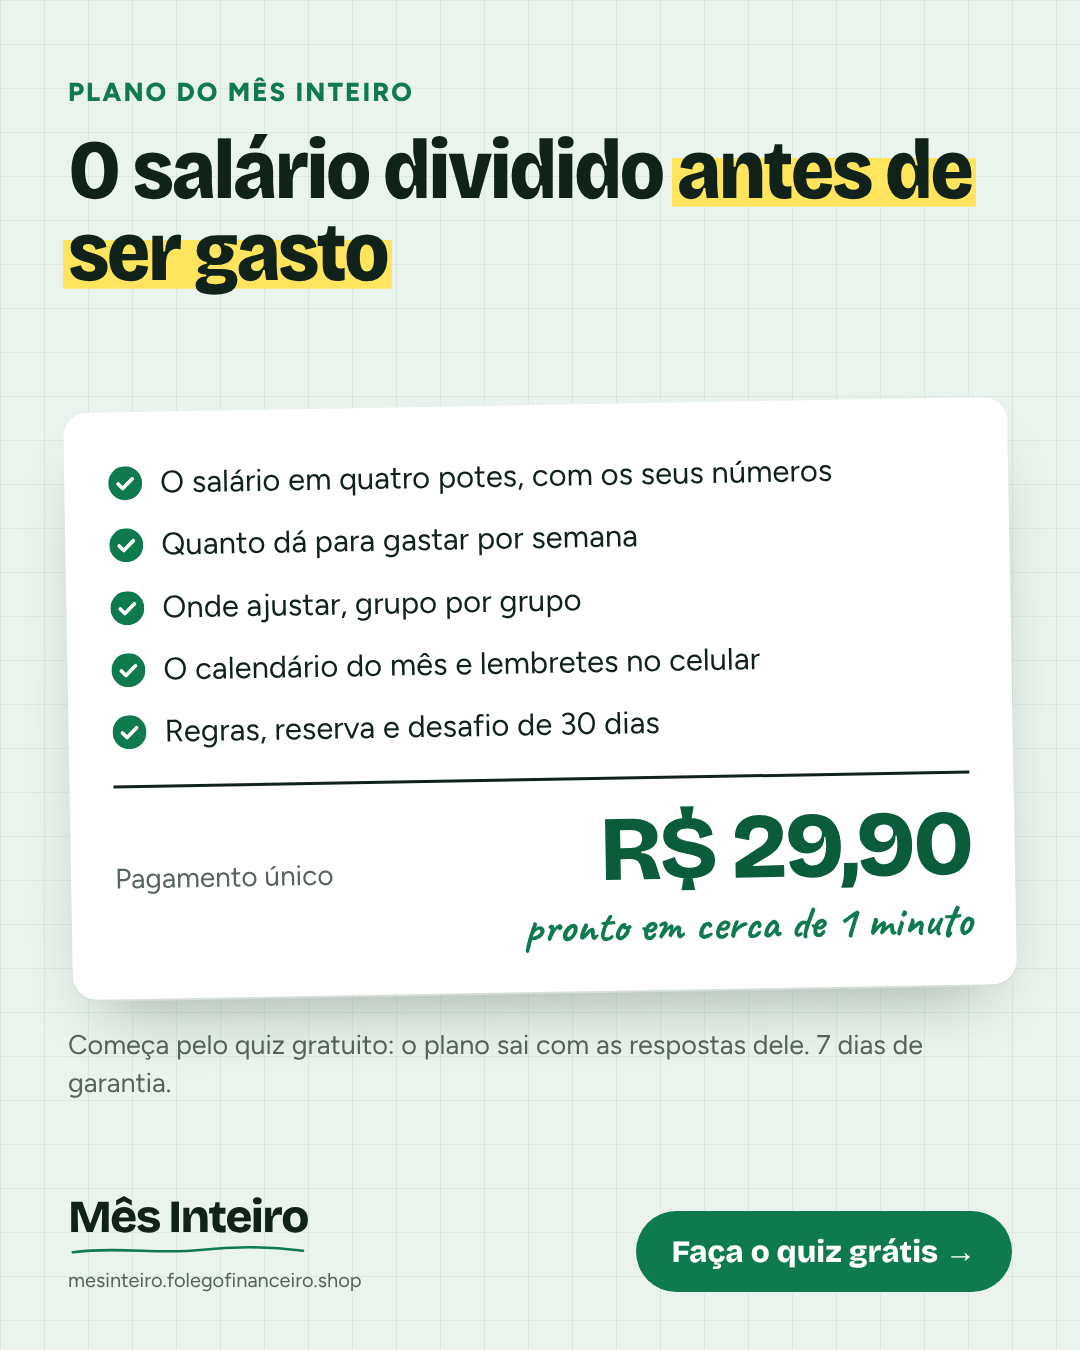 PLANO DO MÊS INTEIRO
O salário dividido antes de
ser gasto
O salário em quatro potes, com os seus números
Quanto dá para gastar por semana
Onde ajustar, grupo por grupo
O calendário do mês e lembretes no celular
Regras, reserva e desafio de 30 dias
Pagamento único
R$ 29,90
pronto em cerca de 1 minuto
Começa pelo quiz gratuito: o plano sai com as respostas dele. 7 dias de
garantia.
Mês Inteiro
mesinteiro.folegofinanceiro.shop
Faça o quiz grátis →